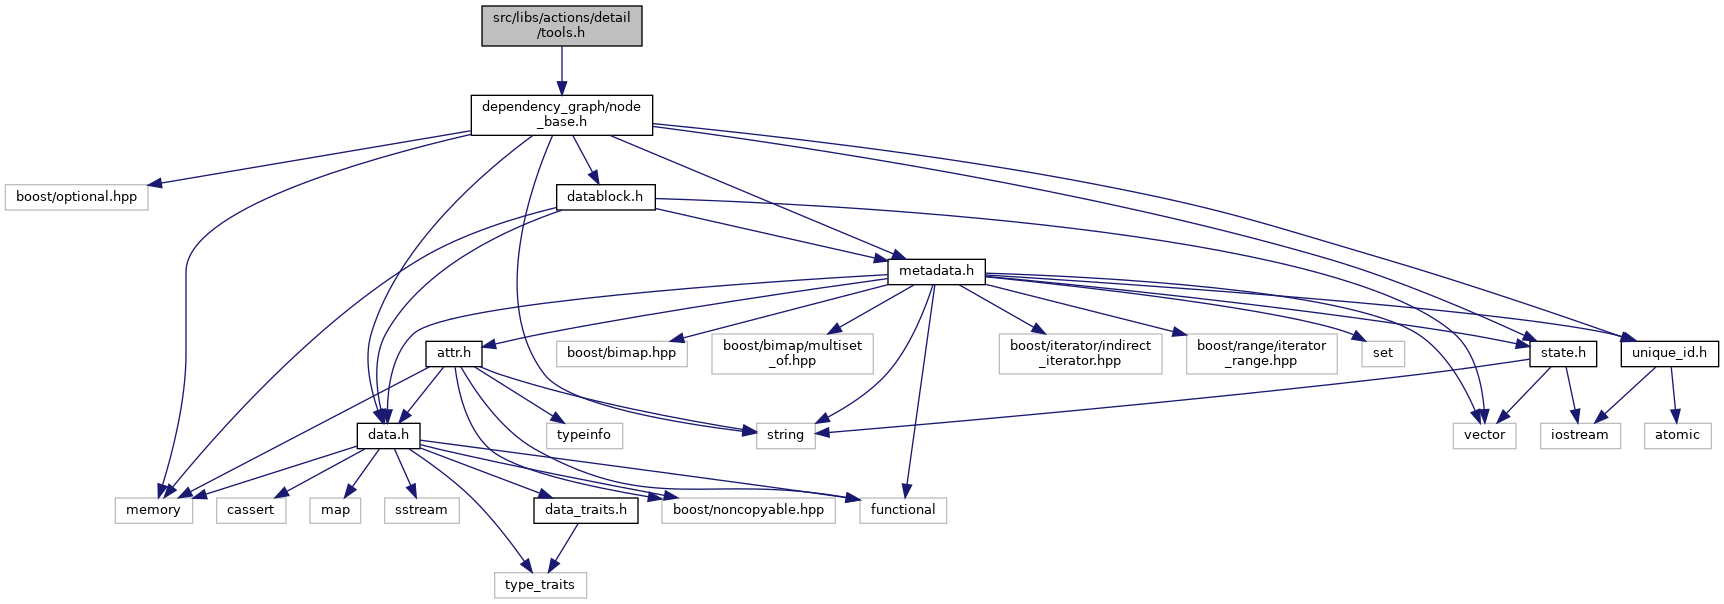 src/libs/actions/detail
/tools.h
dependency_graph/node
_base.h
boost/optional.hpp
datablock.h
metadata.h
attr.h
boost/bimap.hpp
boost/bimap/multiset
_of.hpp
boost/iterator/indirect
_iterator.hpp
boost/range/iterator
_range.hpp
set
state.h
unique_id.h
data.h
typeinfo
string
vector
iostream
atomic
memory
cassert
map
sstream
data_traits.h
boost/noncopyable.hpp
functional
type_traits